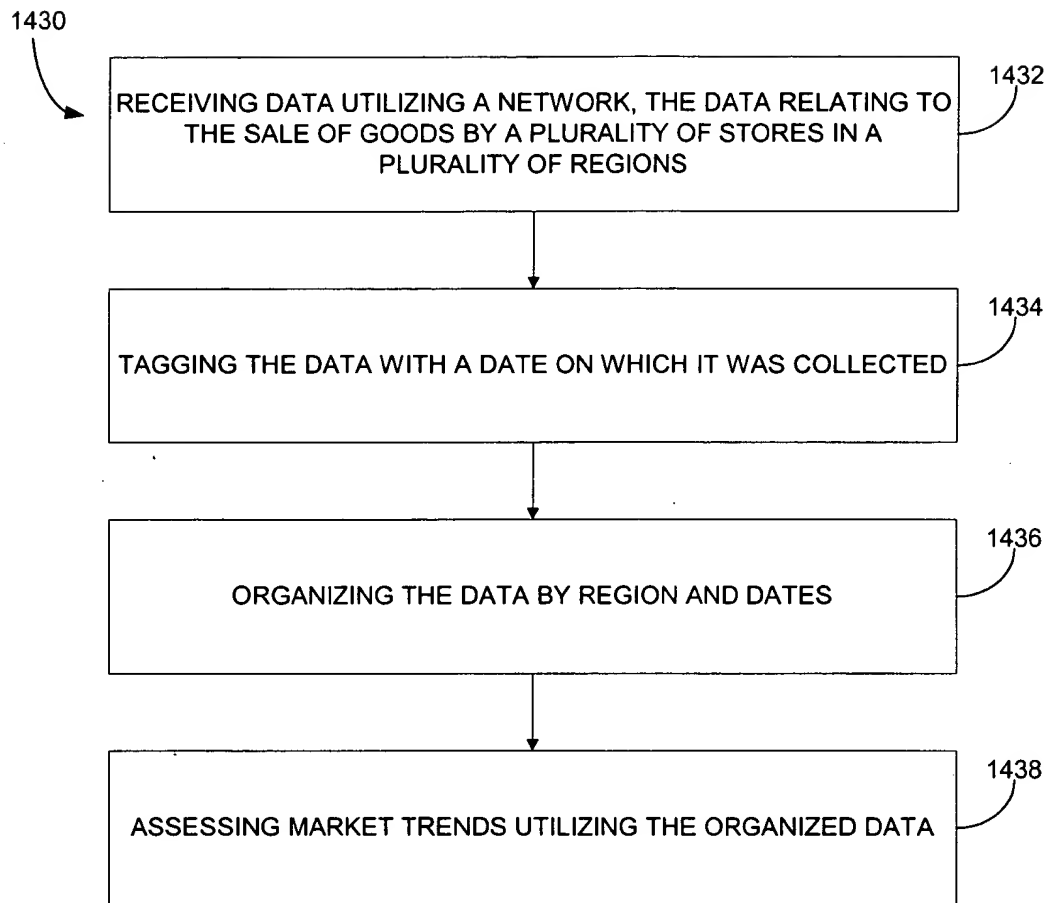 1430
1432
RECEIVING DATA UTILIZING A NETWORK, THE DATA RELATING TO
THE SALE OF GOODS BY A PLURALITY OF STORES IN A
PLURALITY OF REGIONS
1434
TAGGING THE DATA WITH A DATE ON WHICH IT WAS COLLECTED
1436
ORGANIZING THE DATA BY REGION AND DATES
1438
ASSESSING MARKET TRENDS UTILIZING THE ORGANIZED DATA